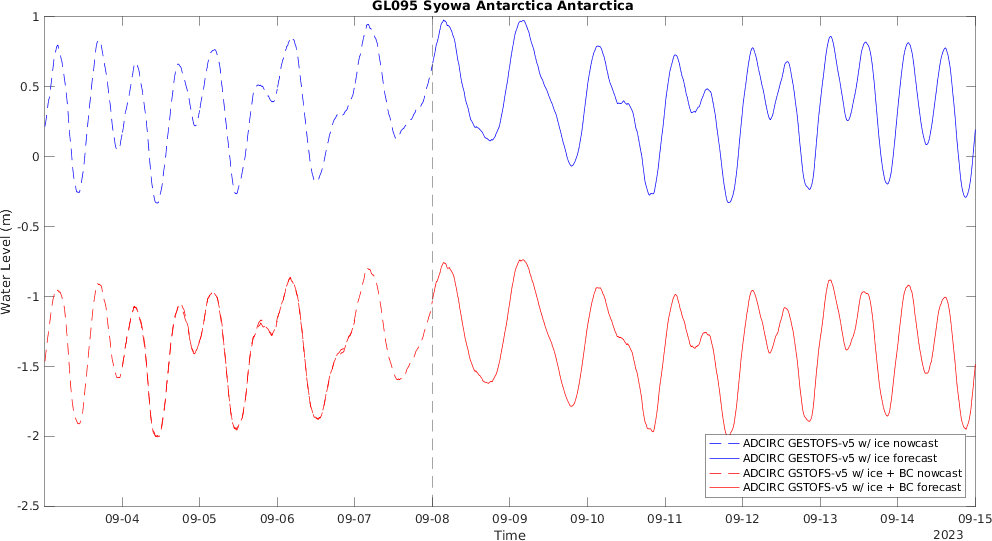 GL095 Syowa Antarctica Antarctica
1
0.5
0
-0.5
-1
-1.5
-2
-2.5
Water Level (m)
ADCIRC GESTOFS-v5 w/ ice nowcast
ADCIRC GESTOFS-v5 w/ ice forecast
ADCIRC GSTOFS-v5 w/ ice + BC nowcast
ADCIRC GSTOFS-v5 w/ ice + BC forecast
09-04 09-05 09-06 09-07 09-08 09-09 09-10 09-11 09-12 09-13 09-14 09-15
Time
2023